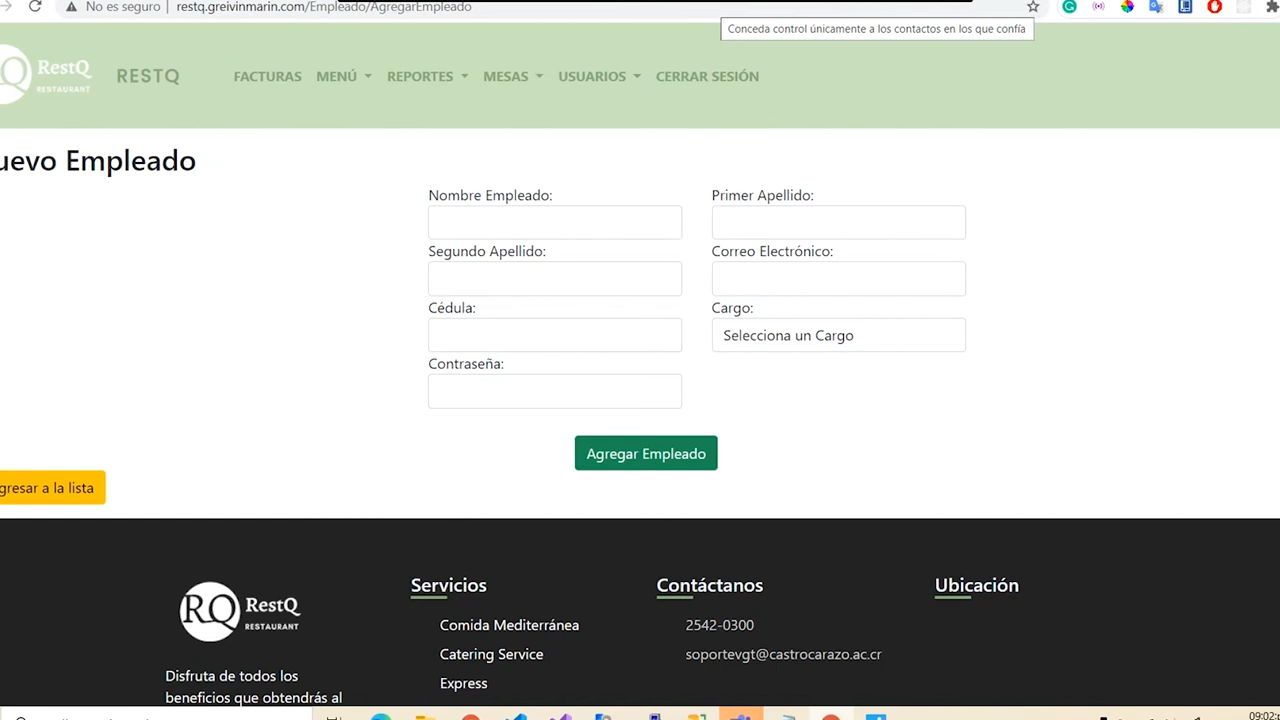 No es seguro | restq.greivinmarin.com/Empleado/AgregarEmpleado
Conceda control únicamente a los contactos en los que confía
Q RestQ RESTQ FACTURAS MENÚ REPORTES MESAS USUARIOS CERRAR SESIÓN
RESTAURANT
uevo Empleado
Nombre Empleado: Primer Apellido:
Segundo Apellido: Correo Electrónico:
Cédula: Cargo:
Selecciona un Cargo
Contraseña:
Agregar Empleado
gresar a la lista
Servicios Contáctanos Ubicación
RQ RestQ
RESTAURANT
Comida Mediterránea 2542-0300
Catering Service soportevgt@castrocarazo.ac.cr
Disfruta de todos los
Express
beneficios que obtendrás al
09:02